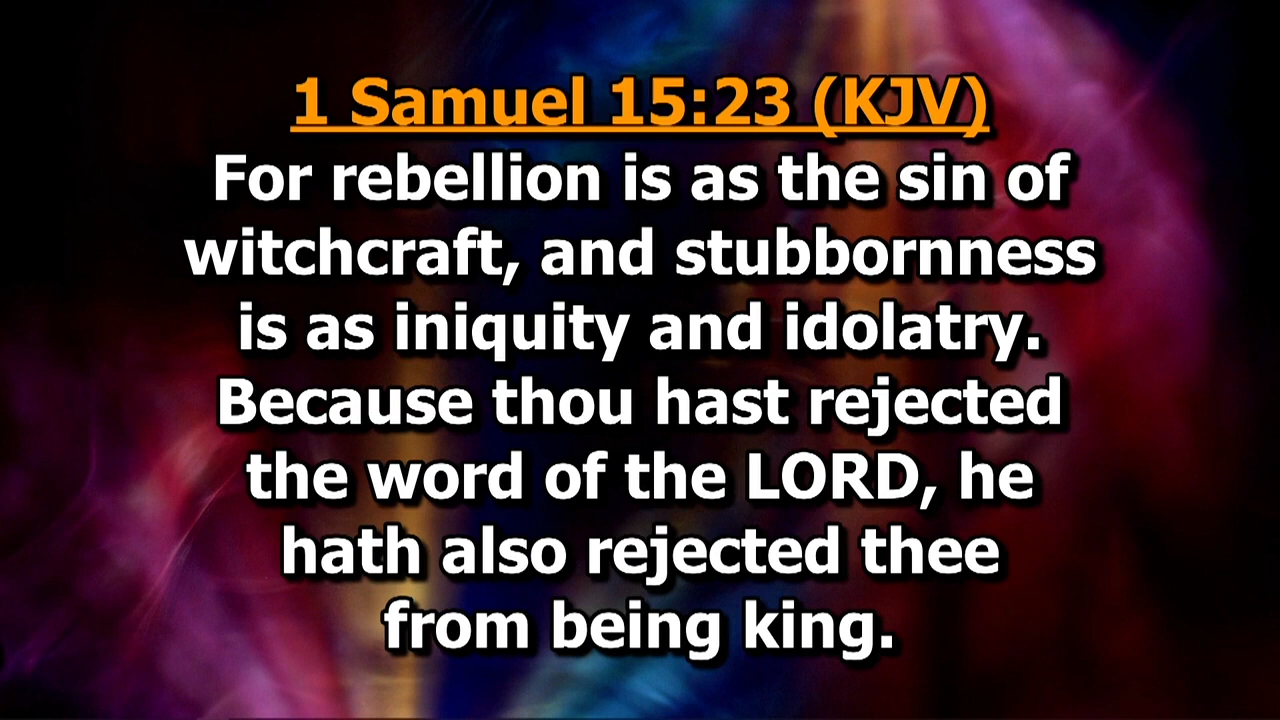 1 Samuel 15:23 (KJV)
For rebellion is as the sin of
witchcraft, and stubbornness
is as iniquity and idolatry.
Because thou hast rejected
the word of the LORD, he
hath also rejected thee
from being king.